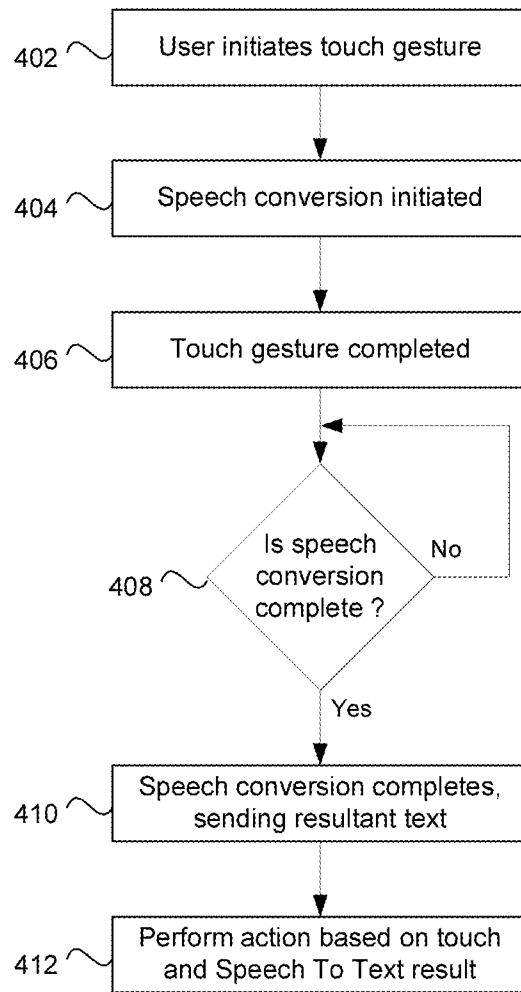 402
User initiates touch gesture
404
Speech conversion initiated
406
Touch gesture completed
408
Is speech
conversion
complete ?
No
Yes
410
Speech conversion completes,
sending resultant text
412
Perform action based on touch
and Speech To Text result